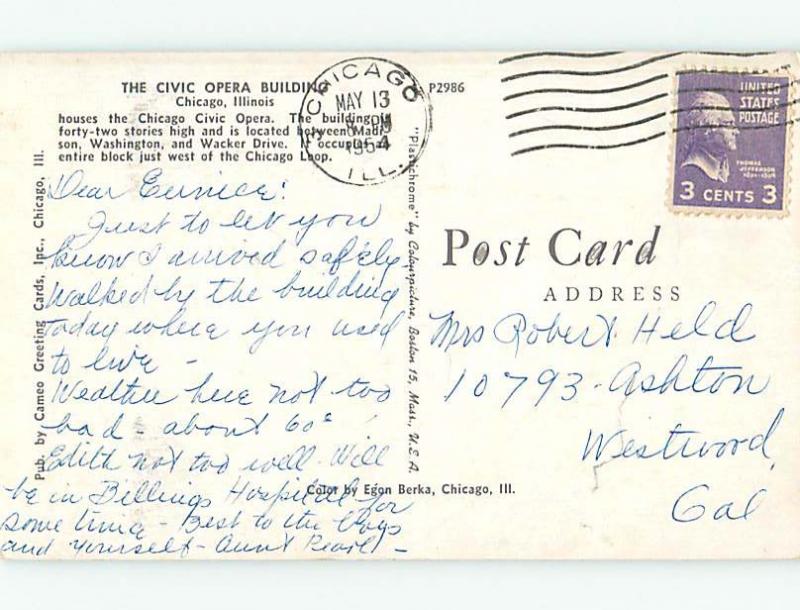 THE CIVIC OPERA BUILDING
Chicago, Illinois
houses the Chicago Civic Opera. The building is
forty-two stories high and is located between Madi-
son, Washington, and Wacker Drive. It occupies an
entire block just west of the Chicago Loop.
P2986
CHICAGO
MAY 13
PM
1954
ILL.
UNITED
STATES
POSTAGE
THOMAS
JEFFERSON
3 CENTS 3
Pub. by Cameo Greeting Cards, Inc., Chicago, Ill.
"Plastichrome" by Colourpicture, Boston 15, Mass., U.S.A.
Dear Eunice:
Just to let you
know I arrived safely.
Walked by the building
today where you used
to live -
Weather here not too
bad - about 60°
Edith not too well. Will
be in Billings Hospital for
some time - Best to the boys
and yourself - Aunt Pearl -
Post Card
ADDRESS
Mrs Robert Held
10793 - Ashton
Westwood,
Cal
Color by Egon Berka, Chicago, Ill.